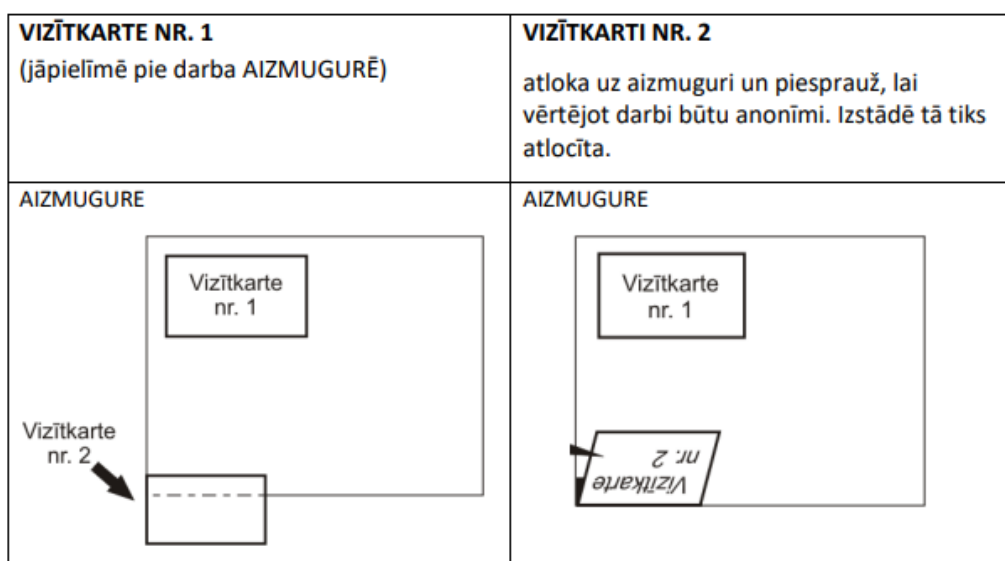 VIZĪTKARTE NR. 1
(jāpielīmē pie darba AIZMUGURĒ)
VIZĪTKARTI NR. 2
atloka uz aizmuguri un piesprauž, lai
vērtējot darbi būtu anonīmi. Izstādē tā tiks
atlocīta.
AIZMUGURE
Vizītkarte
nr. 1
Vizītkarte
nr. 2
AIZMUGURE
Vizītkarte
nr. 1
Vizītkarte
nr. 2